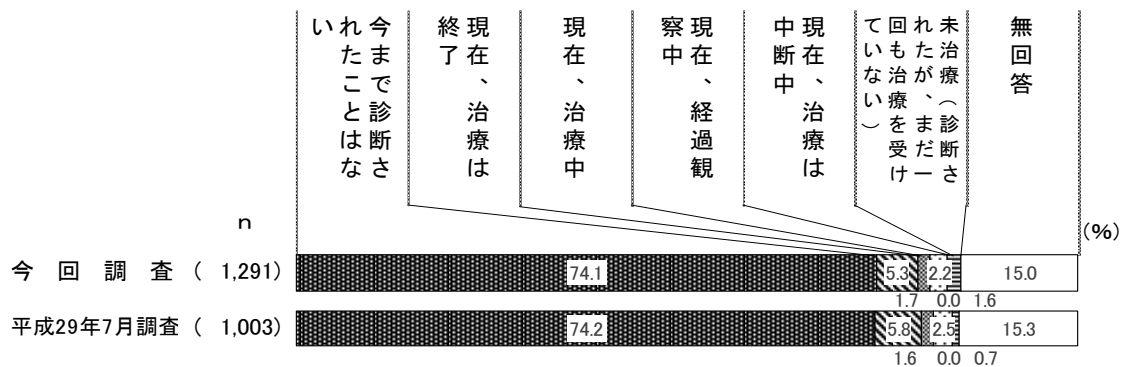 今まで診断さ
れたことはな
い
現在、治療は
終了
現在、治療中
現在、経過観
察中
現在、治療は
中断中
未治療（診断さ
れたが、まだ一
回も治療を受け
ていない）
無回答
n
(%)
今回調査 ( 1,291)
74.1
5.3
2.2
15.0
1.7 0.0 1.6
平成29年7月調査 ( 1,003)
74.2
5.8
2.5
15.3
1.6 0.0 0.7